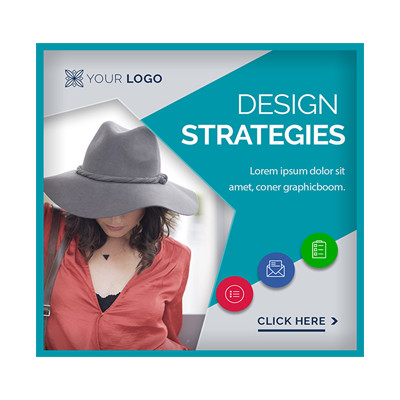 YOUR LOGO
DESIGN
STRATEGIES
Lorem ipsum dolor sit
amet, coner graphicboom.
CLICK HERE